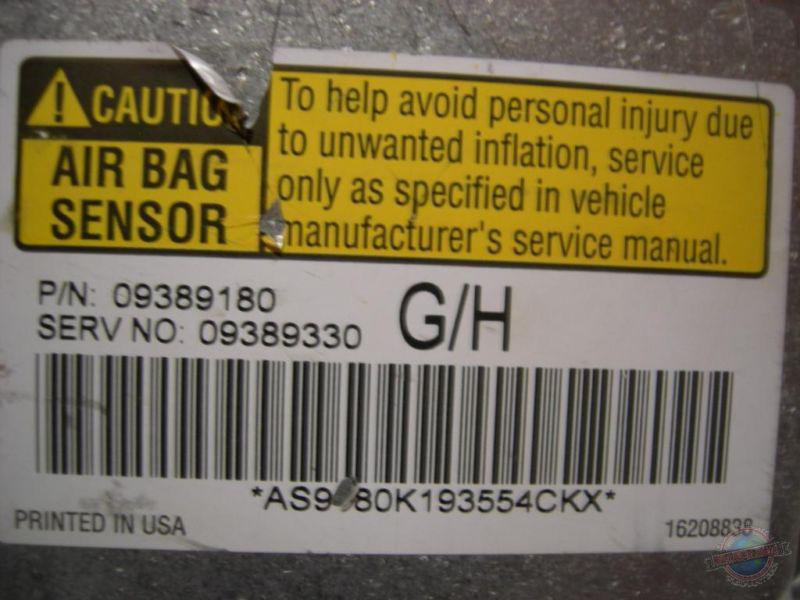 CAUTION
AIR BAG
SENSOR
To help avoid personal injury due
to unwanted inflation, service
only as specified in vehicle
manufacturer's service manual.
P/N: 09389180
SERV NO: 09389330
G/H
PRINTED IN USA
16208838